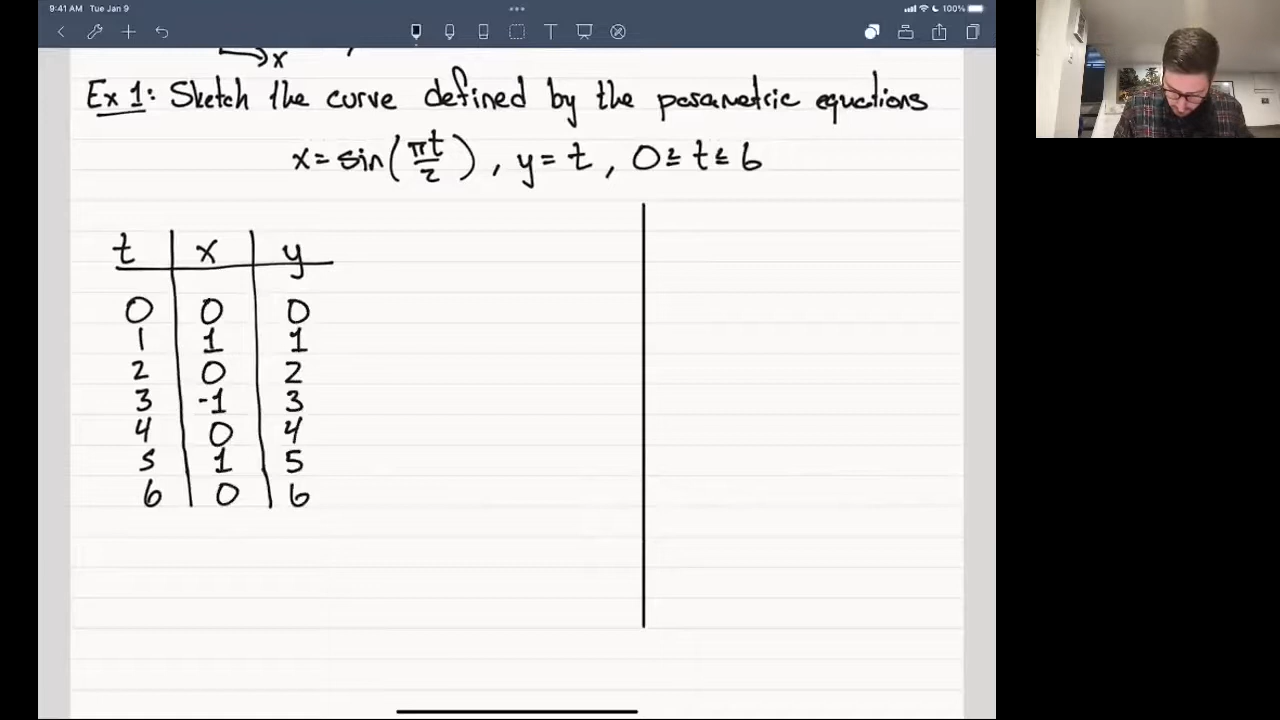 9:41 AM Tue Jan 9
100%
x
Ex 1: Sketch the curve defined by the parametric equations
x = sin(πt/2), y = t, 0 ≥ t ≤ 6
t x y
0 0 0
1 1 1
2 0 2
3 -1 3
4 0 4
5 1 5
6 0 6